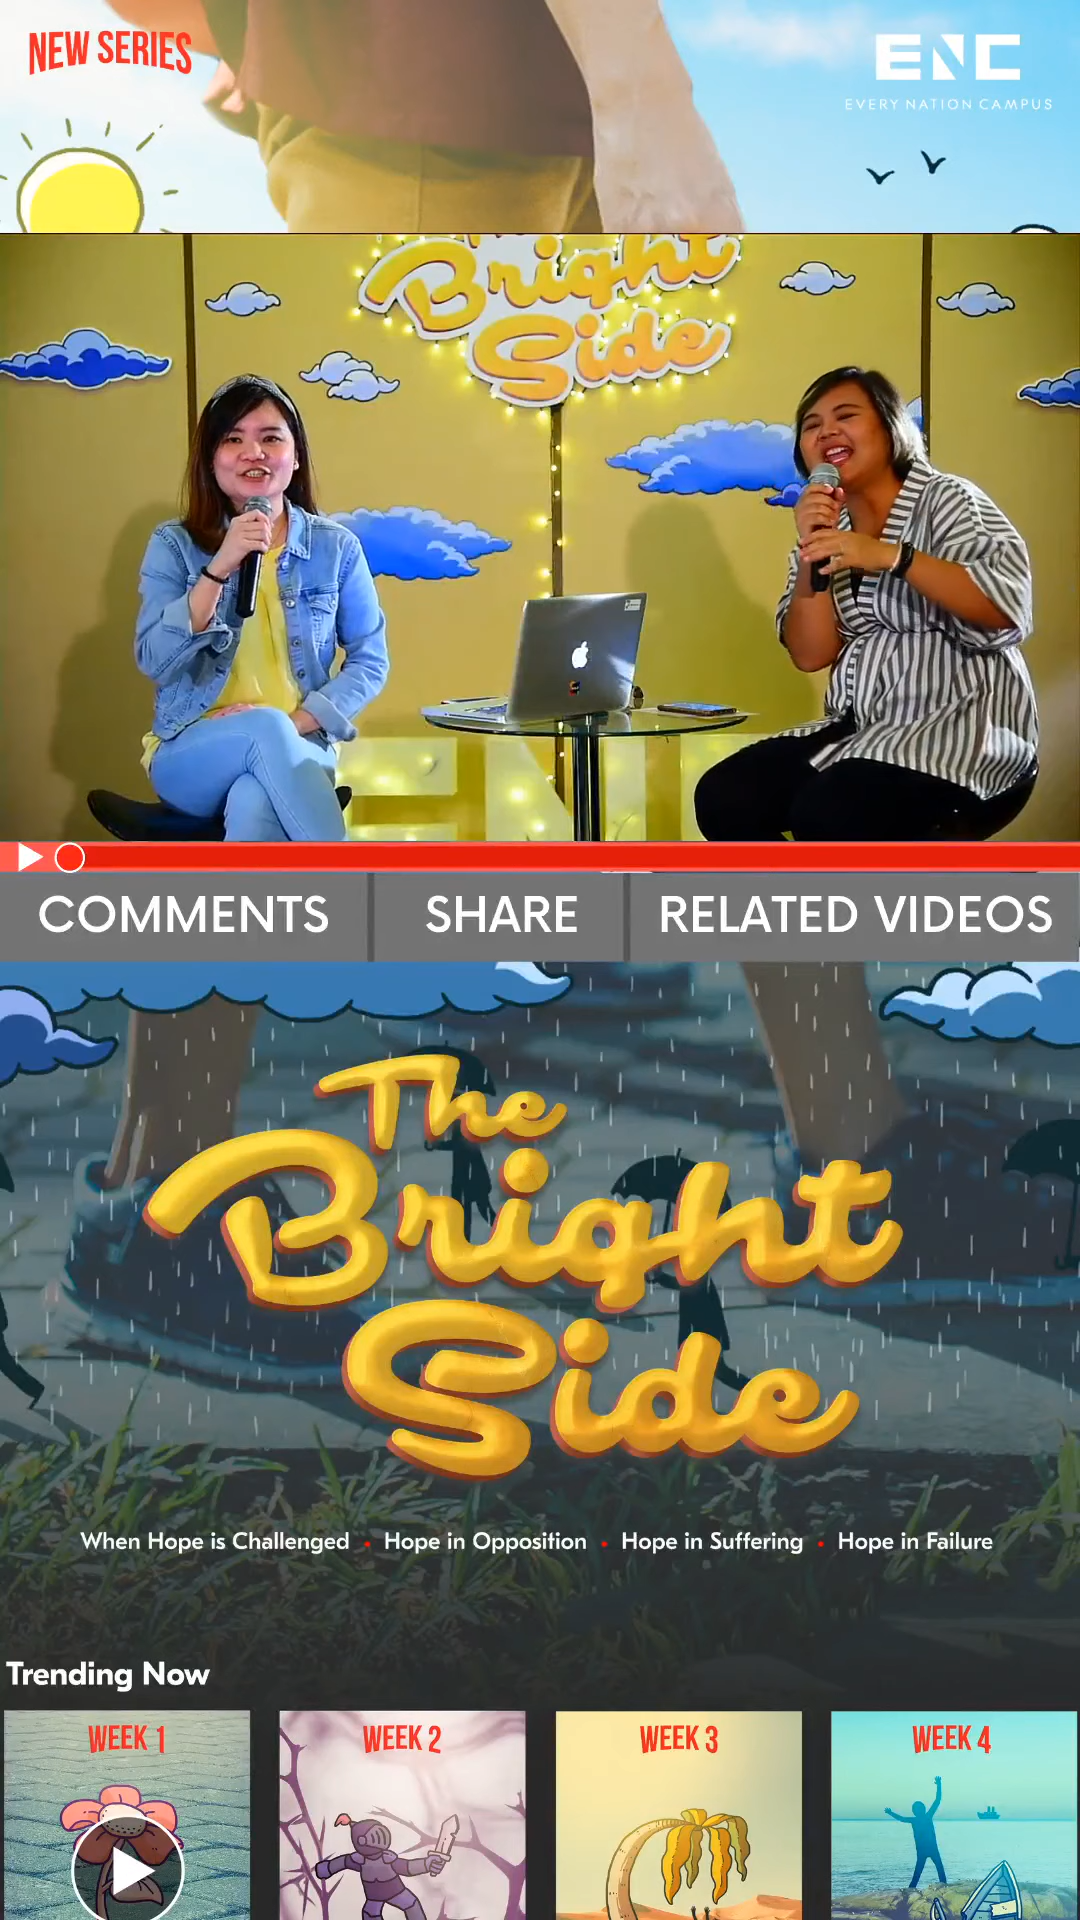 NEW SERIES
ENC
EVERY NATION CAMPUS
Bright
Side
COMMENTS
SHARE
RELATED VIDEOS
The
Bright
Side
When Hope is Challenged • Hope in Opposition • Hope in Suffering • Hope in Failure
Trending Now
WEEK 1
WEEK 2
WEEK 3
WEEK 4